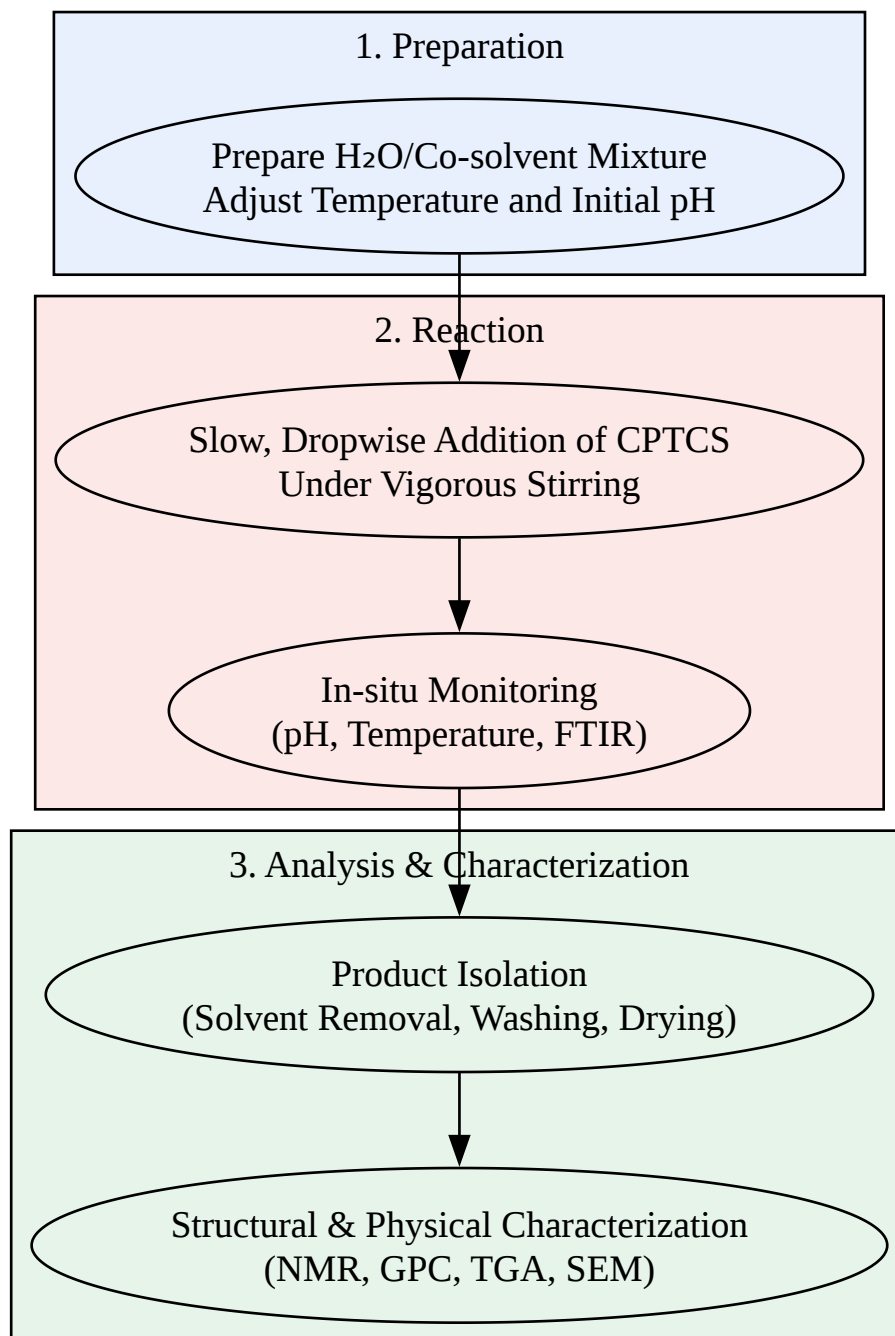 1. Preparation
Prepare H₂O/Co-solvent Mixture
Adjust Temperature and Initial pH
2. Reaction
Slow, Dropwise Addition of CPTCS
Under Vigorous Stirring
In-situ Monitoring
(pH, Temperature, FTIR)
3. Analysis & Characterization
Product Isolation
(Solvent Removal, Washing, Drying)
Structural & Physical Characterization
(NMR, GPC, TGA, SEM)